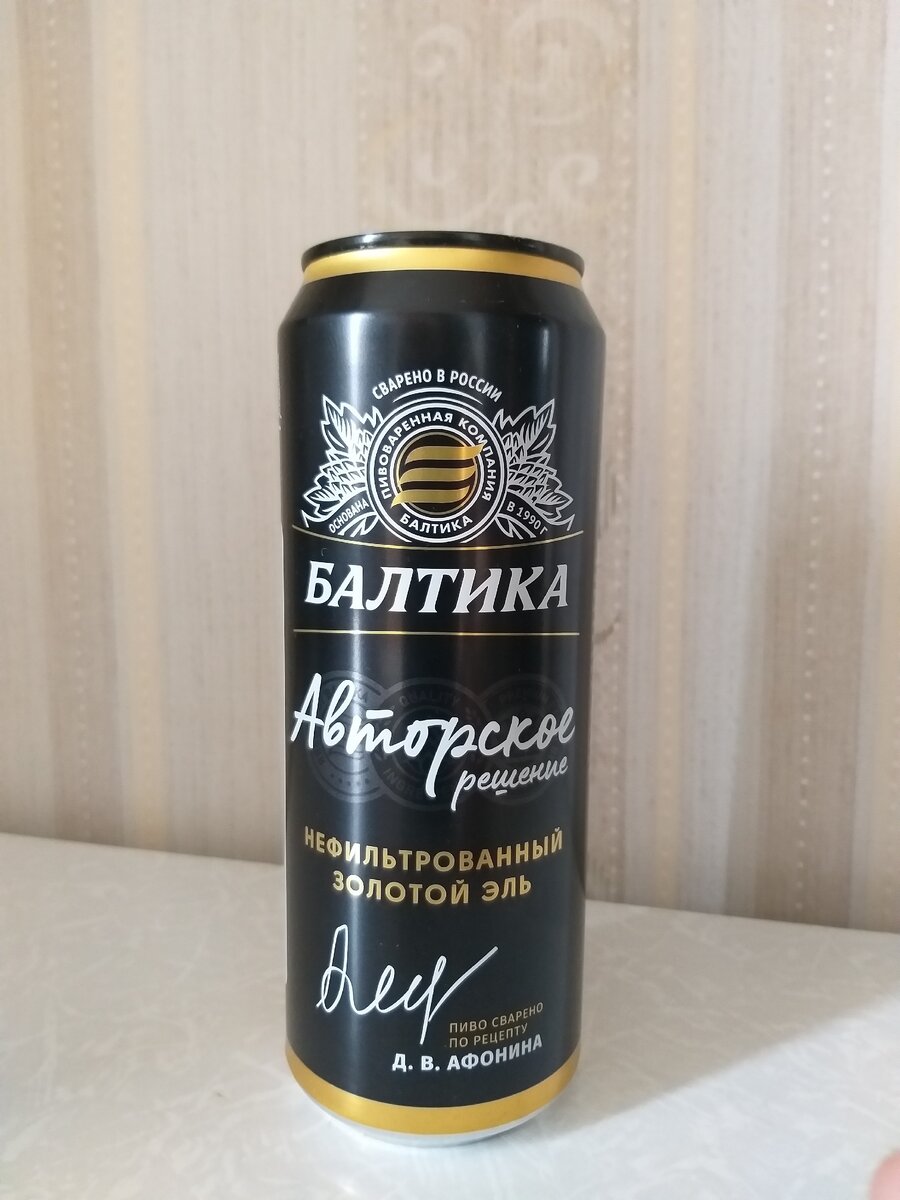 СВАРЕНО В РОССИИ
ПИВОВАРЕННАЯ КОМПАНИЯ
БАЛТИКА
ОСНОВАНА
В 1990 Г
БАЛТИКА
Авторское
решение
НЕФИЛЬТРОВАННЫЙ
ЗОЛОТОЙ ЭЛЬ
ПИВО СВАРЕНО
ПО РЕЦЕПТУ
Д. В. АФОНИНА